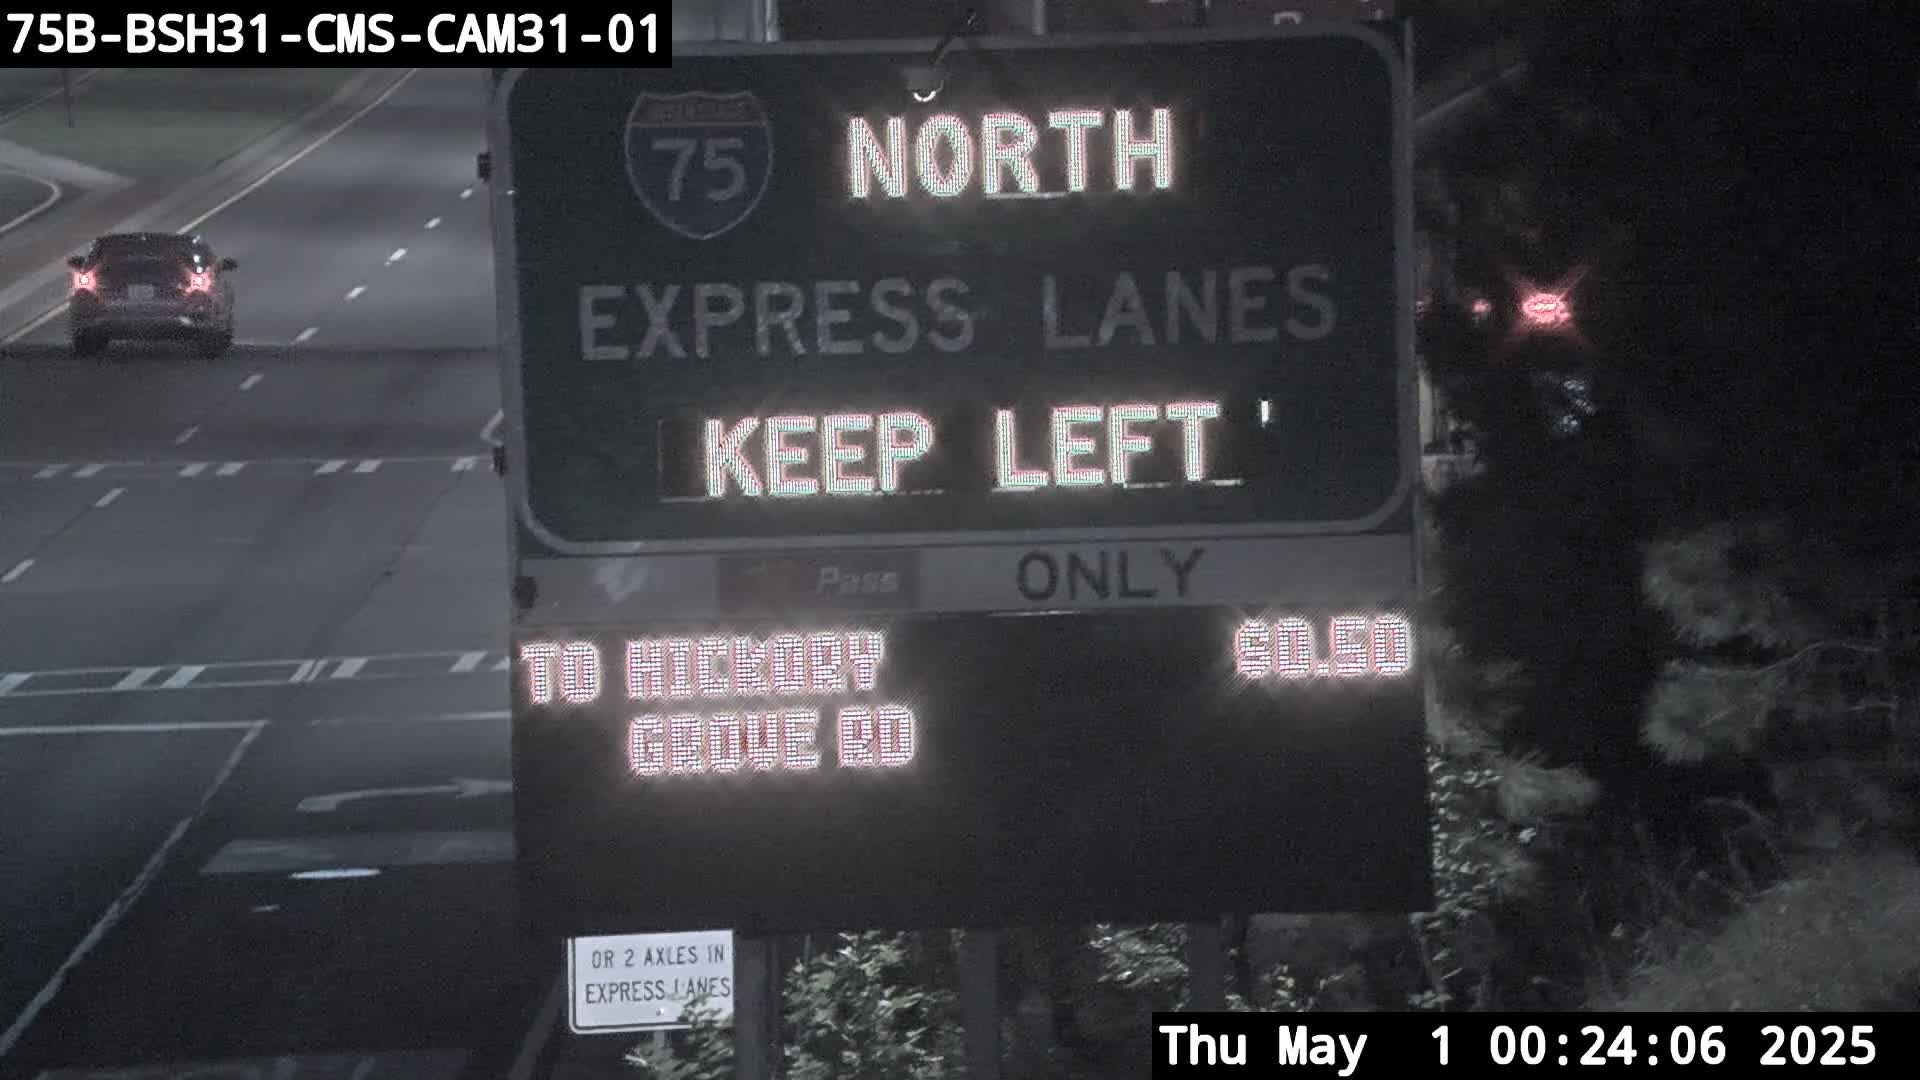 75B-BSH31-CMS-CAM31-01
75 NORTH
EXPRESS LANES
KEEP LEFT
Pass ONLY
TO HICKORY $0.50
GROVE RD
OR 2 AXLES IN
EXPRESS LANES
Thu May 1 00:24:06 2025